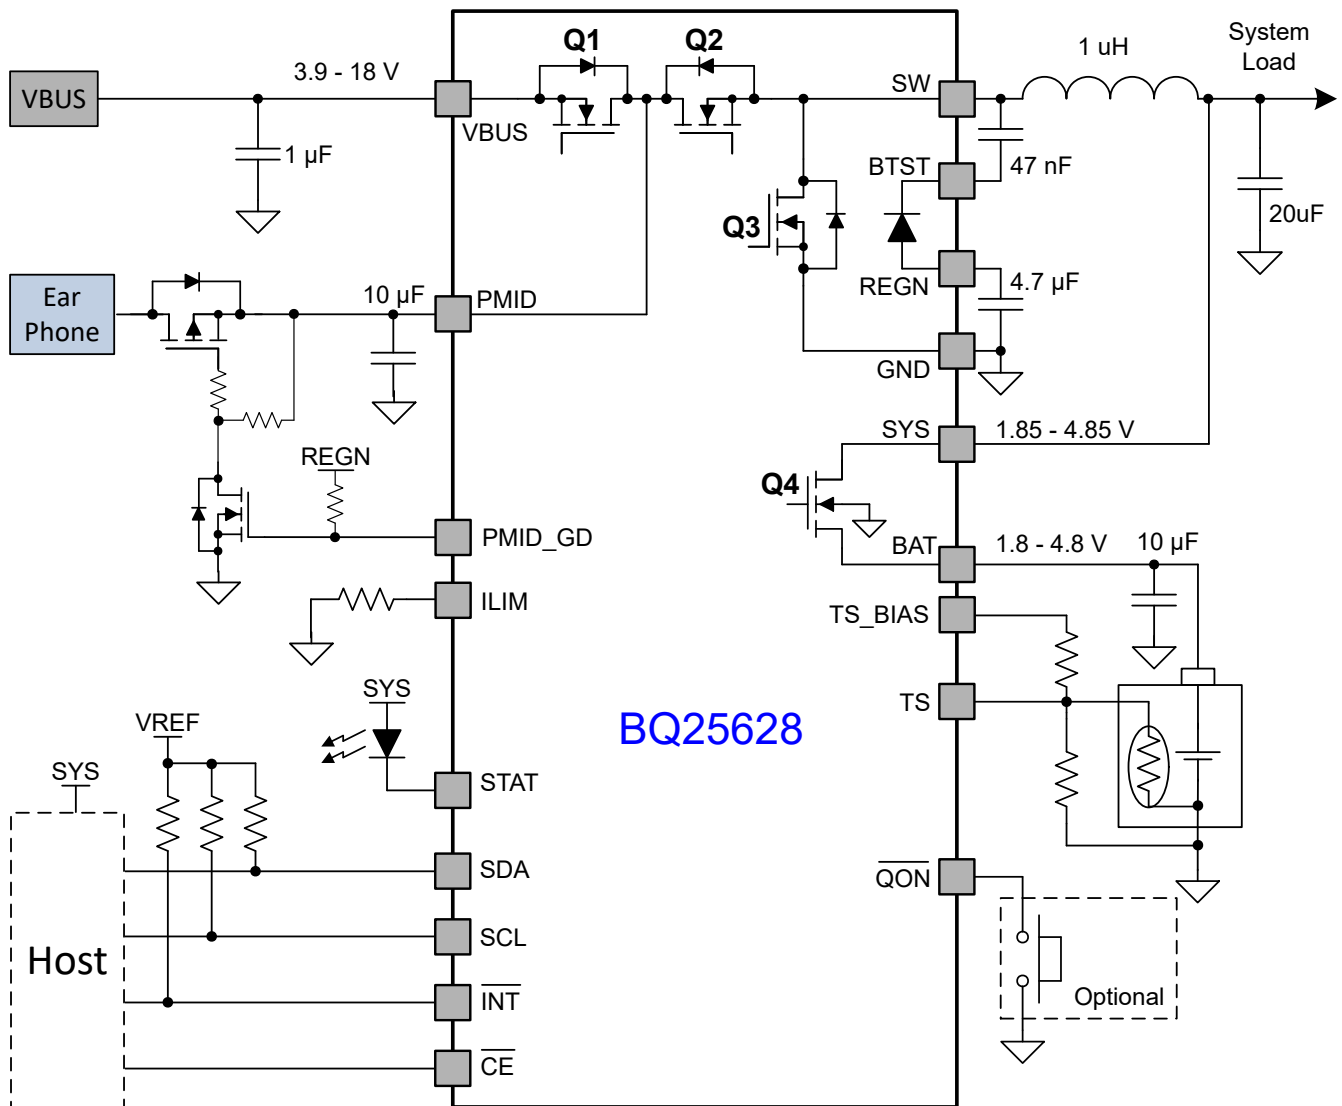 Q1
Q2
System
Load
1 uH
3.9 - 18 V
SW
VBUS
VBUS
1 µF
BTST
47 nF
20uF
Q3
REGN
4.7 µF
Ear
Phone
10 µF
PMID
GND
SYS
1.85 - 4.85 V
REGN
Q4
PMID_GD
BAT
1.8 - 4.8 V
10 µF
ILIM
TS_BIAS
SYS
TS
VREF
BQ25628
SYS
STAT
SDA
QON
SCL
Host
INT
Optional
CE